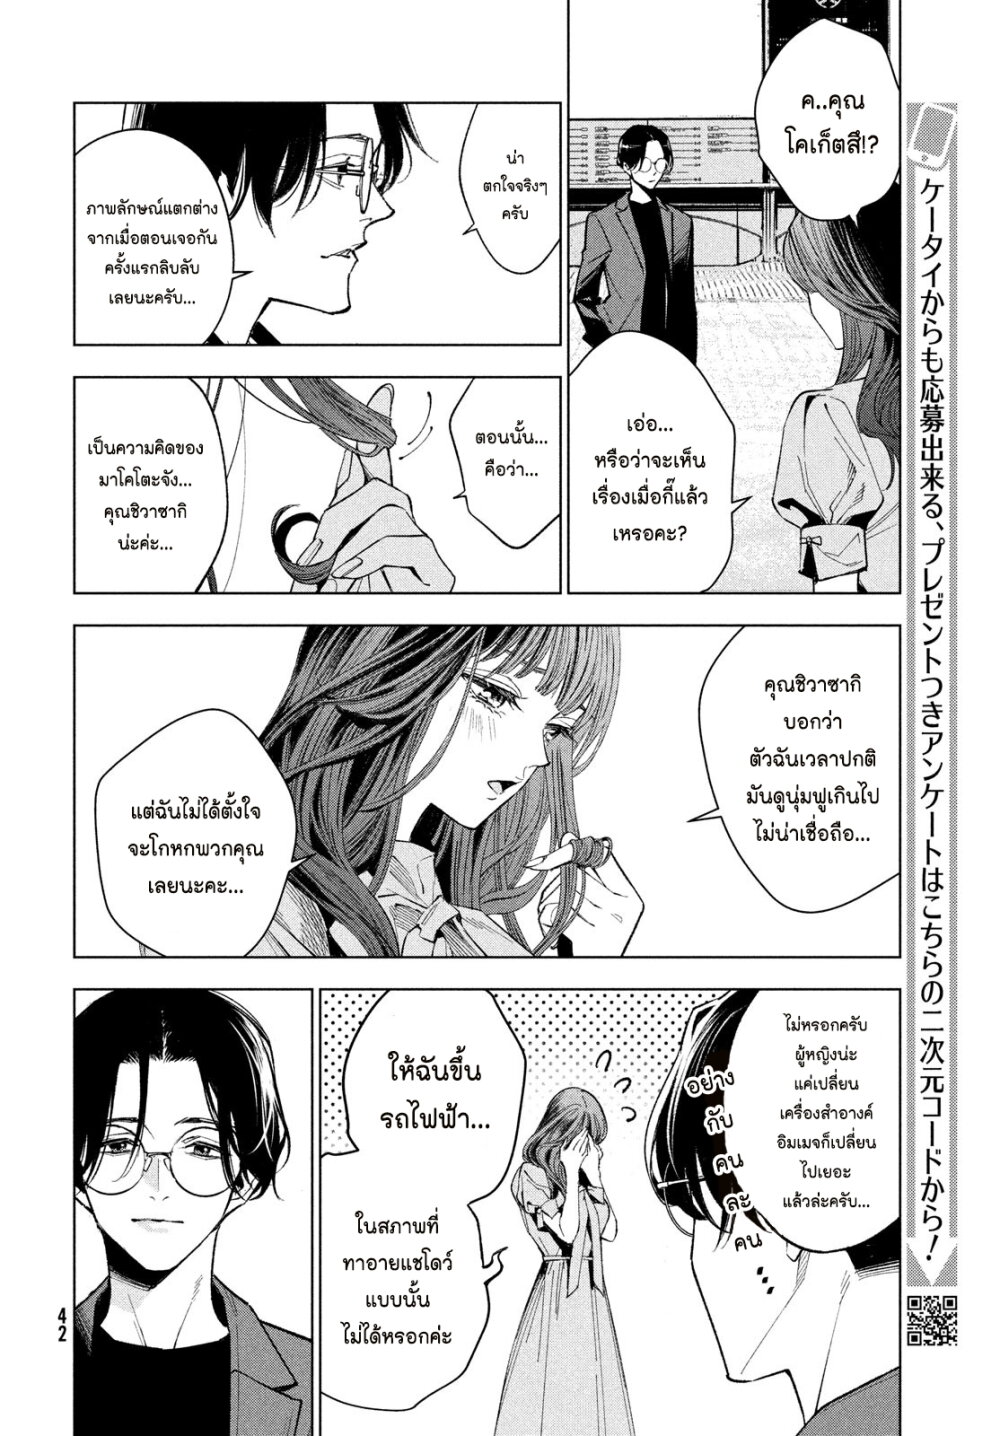 ค..คุณ
โคเก็ตสึ!?
เอ่อ...
หรือว่าจะเห็น
เรื่องเมื่อกี๊แล้ว
เหรอคะ?
น่า
ตกใจจริงๆ
ครับ
ภาพลักษณ์แตกต่าง
จากเมื่อตอนเจอกัน
ครั้งแรกลิบลับ
เลยนะครับ...
ตอนนั้น...
คือว่า...
เป็นความคิดของ
มาโคโตะจัง...
คุณชิวาซากิ
น่ะค่ะ...
คุณชิวาซากิ
บอกว่า
ตัวฉันเวลาปกติ
มันดูนุ่มฟูเกินไป
ไม่น่าเชื่อถือ...
แต่ฉันไม่ได้ตั้งใจ
จะโกหกพวกคุณ
เลยนะคะ...
ไม่หรอกครับ
ผู้หญิงน่ะ
แค่เปลี่ยน
เครื่องสำอางค์
อิมเมจก็เปลี่ยน
ไปเยอะ
แล้วล่ะครับ...
อย่าง
กับ
คน
ละ
คน
ให้ฉันขึ้น
รถไฟฟ้า...
ในสภาพที่
ทาอายแชโดว์
แบบนั้น
ไม่ได้หรอกค่ะ
ケータイからも応募出来る、プレゼントつきアンケートはこちらの二次元コードから!
42